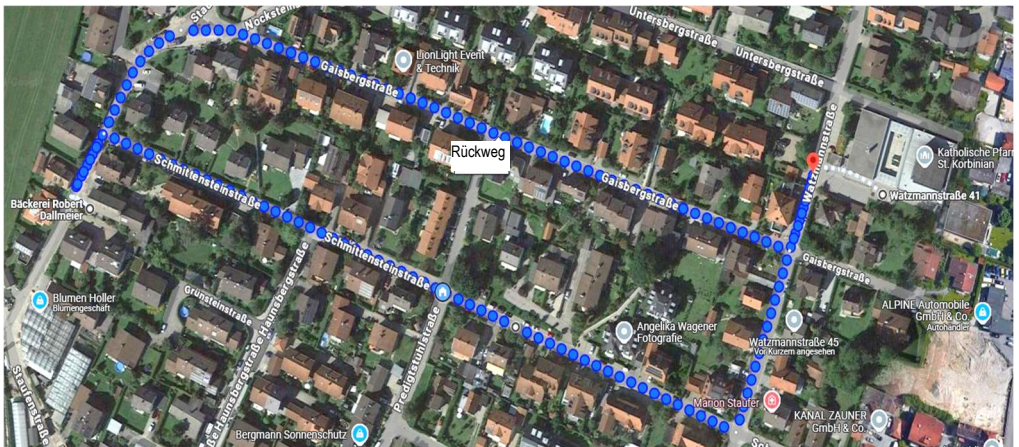 Nockstein
Untersbergstraße
Untersbergstraße
LionLight Event
& Technik
Gaisbergstraße
Rückweg
Katholische Pfarr
St. Korbinian
Watzmannstraße 41
Schmittensteinstraße
Gaisbergstraße
Bäckerei Robert
Dallmeier
Schmittensteinstraße
Gaisbergstraße
Blumen Holler
Blumengeschäft
Grünsteinstraße
Haunsbergstraße
ALPINE Automobile
GmbH & Co.
Autohändler
Angelika Wagener
Fotografie
Watzmannstraße 45
Vor Kurzem angesehen
Predigtstuhlstraße
Staufenstraße
Haunsbergstraße
Marion Staufer
KANAL ZAUNER
GmbH & Co
Bergmann Sonnenschutz